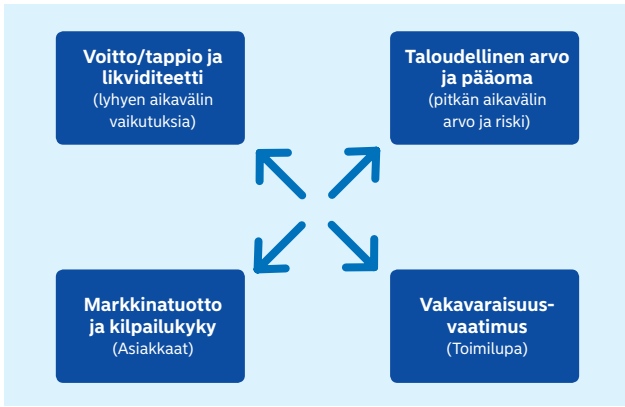 Voitto/tappio ja
likviditeetti
(lyhyen aikavälin
vaikutuksia)
Taloudellinen arvo
ja pääoma
(pitkän aikavälin
arvo ja riski)
Markkinatuotto
ja kilpailukyky
(Asiakkaat)
Vakavaraisuus-
vaatimus
(Toimilupa)